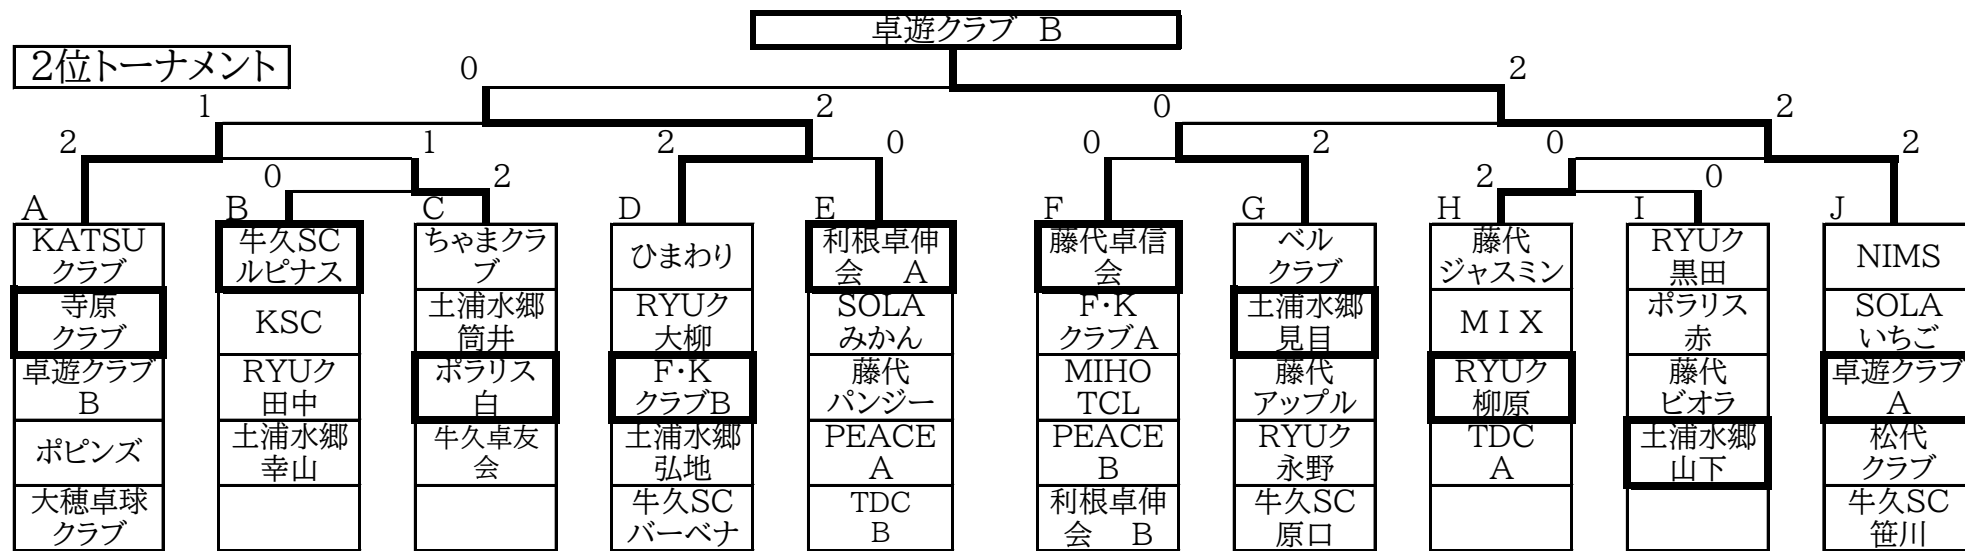 卓遊クラブ B
2位トーナメント
0
2
1
2
0
2
2
1
2
0
0
2
0
2
0
2
2
0
A
B
C
D
E
F
G
H
I
J
KATSU
クラブ
牛久SC
ルピナス
ちゃまクラ
ブ
ひまわり
利根卓伸
会 A
藤代卓信
会
ベル
クラブ
藤代
ジャスミン
RYUク
黒田
NIMS
寺原
クラブ
KSC
土浦水郷
筒井
RYUク
大柳
SOLA
みかん
F・K
クラブA
土浦水郷
見目
MIX
ポラリス
赤
SOLA
いちご
卓遊クラブ
B
RYUク
田中
ポラリス
白
F・K
クラブB
藤代
パンジー
MIHO
TCL
藤代
アップル
RYUク
柳原
藤代
ビオラ
卓遊クラブ
A
ポピンズ
土浦水郷
幸山
牛久卓友
会
土浦水郷
弘地
PEACE
A
PEACE
B
RYUク
永野
TDC
A
土浦水郷
山下
松代
クラブ
大穂卓球
クラブ
牛久SC
バーベナ
TDC
B
利根卓伸
会 B
牛久SC
原口
牛久SC
笹川